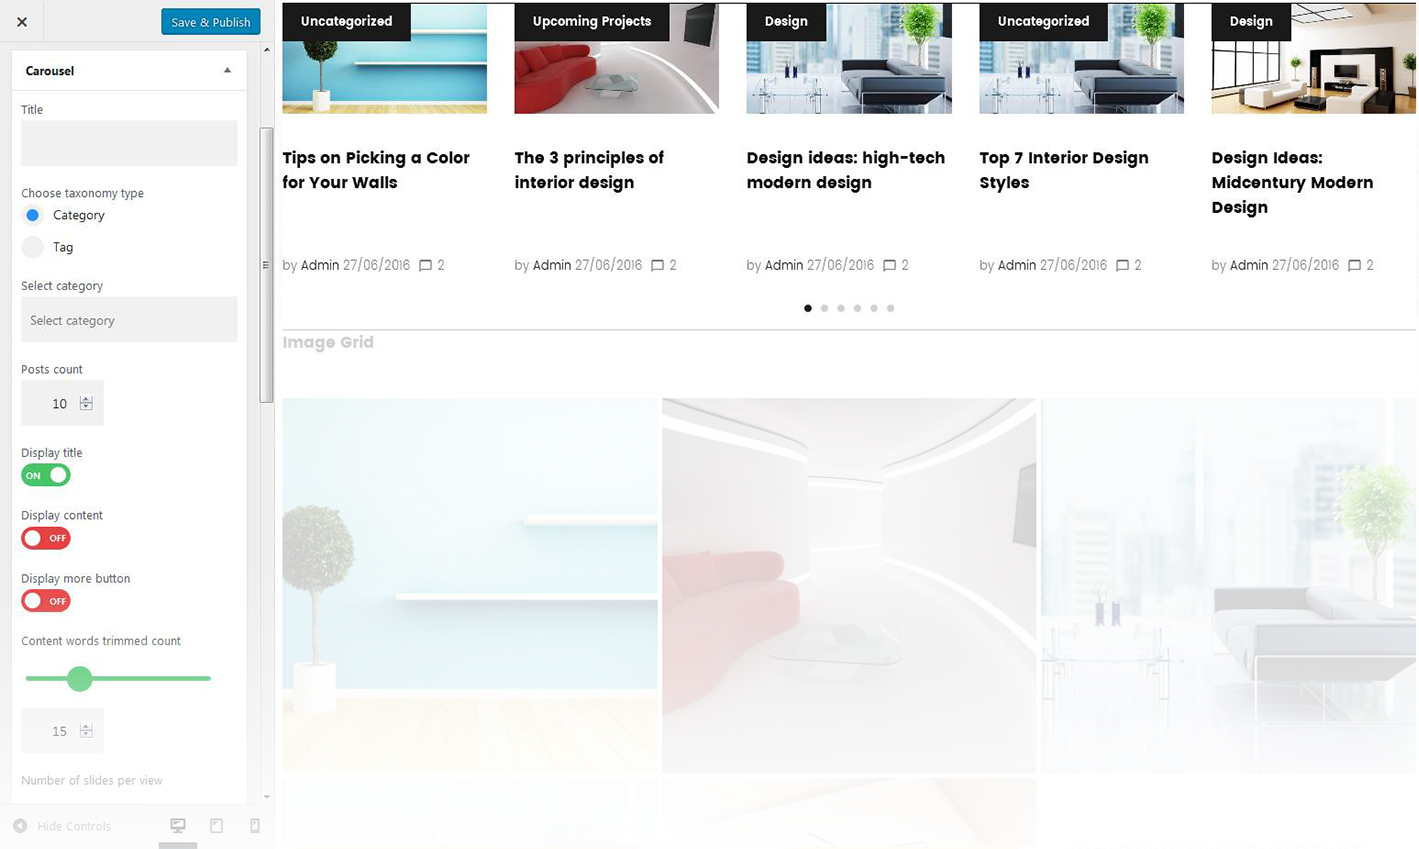 Save & Publish
Carousel
Title
Choose taxonomy type
Category
Tag
Select category
Select category
Posts count
10
Display title
ON
Display content
OFF
Display more button
OFF
Content words trimmed count
15
Number of slides per view
Hide Controls
Uncategorized
Tips on Picking a Color
for Your Walls
by Admin 27/06/2016 2
Upcoming Projects
The 3 principles of
interior design
by Admin 27/06/2016 2
Design
Design ideas: high-tech
modern design
by Admin 27/06/2016 2
Uncategorized
Top 7 Interior Design
Styles
by Admin 27/06/2016 2
Design
Design Ideas:
Midcentury Modern
Design
by Admin 27/06/2016 2
Image Grid